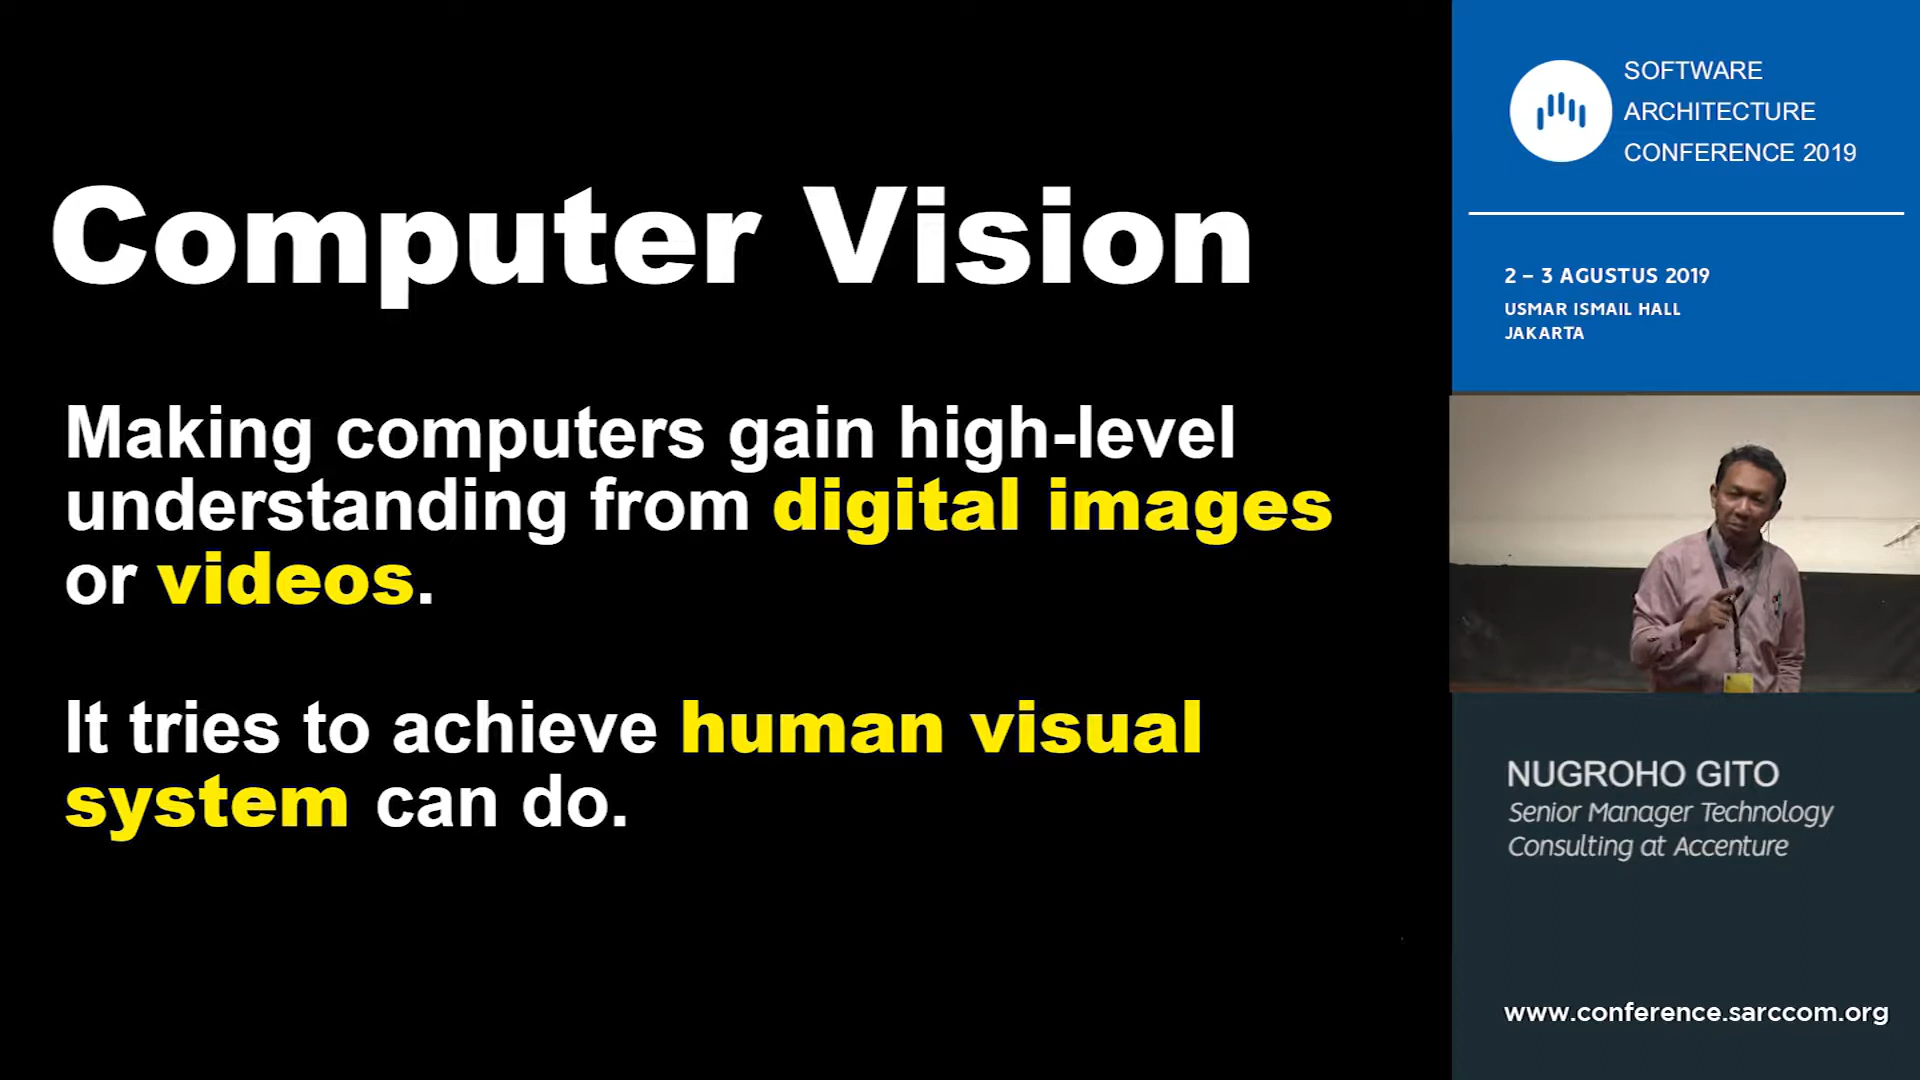 Computer Vision
Making computers gain high-level
understanding from digital images
or videos.
It tries to achieve human visual
system can do.
SOFTWARE
ARCHITECTURE
CONFERENCE 2019
2 – 3 AGUSTUS 2019
USMAR ISMAIL HALL
JAKARTA
NUGROHO GITO
Senior Manager Technology
Consulting at Accenture
www.conference.sarccom.org